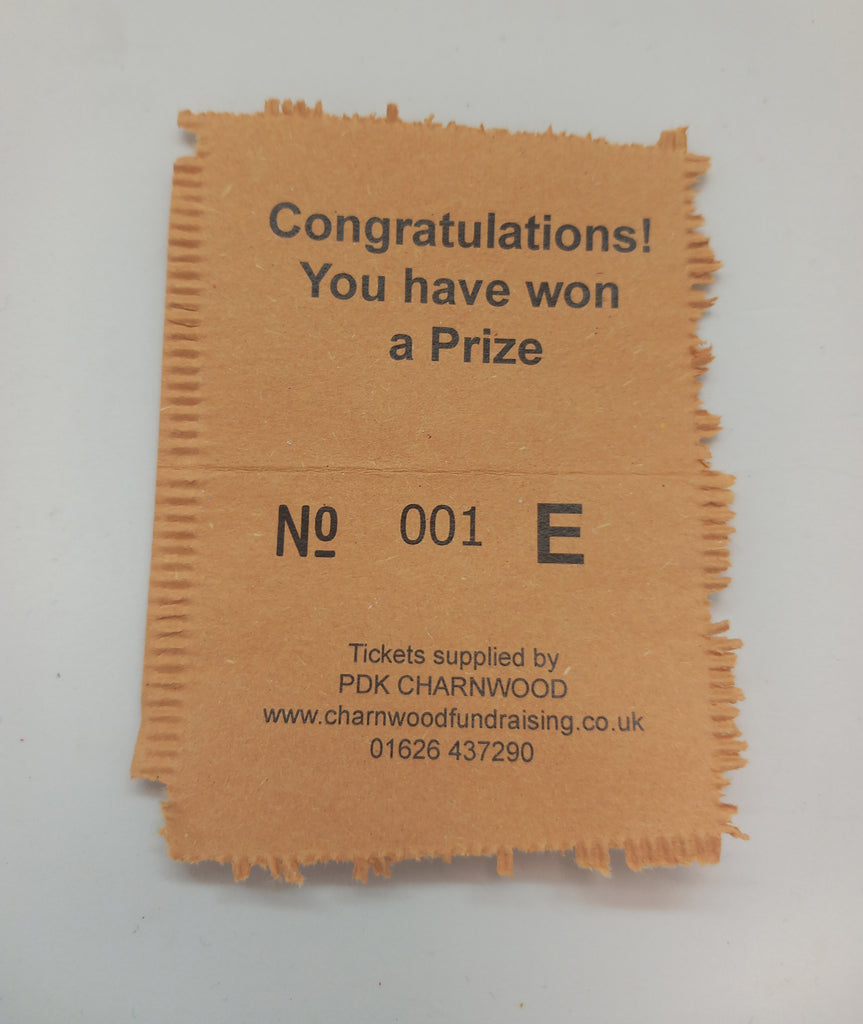 Congratulations!
You have won
a Prize
Nº 001 E
Tickets supplied by
PDK CHARNWOOD
www.charnwoodfundraising.co.uk
01626 437290